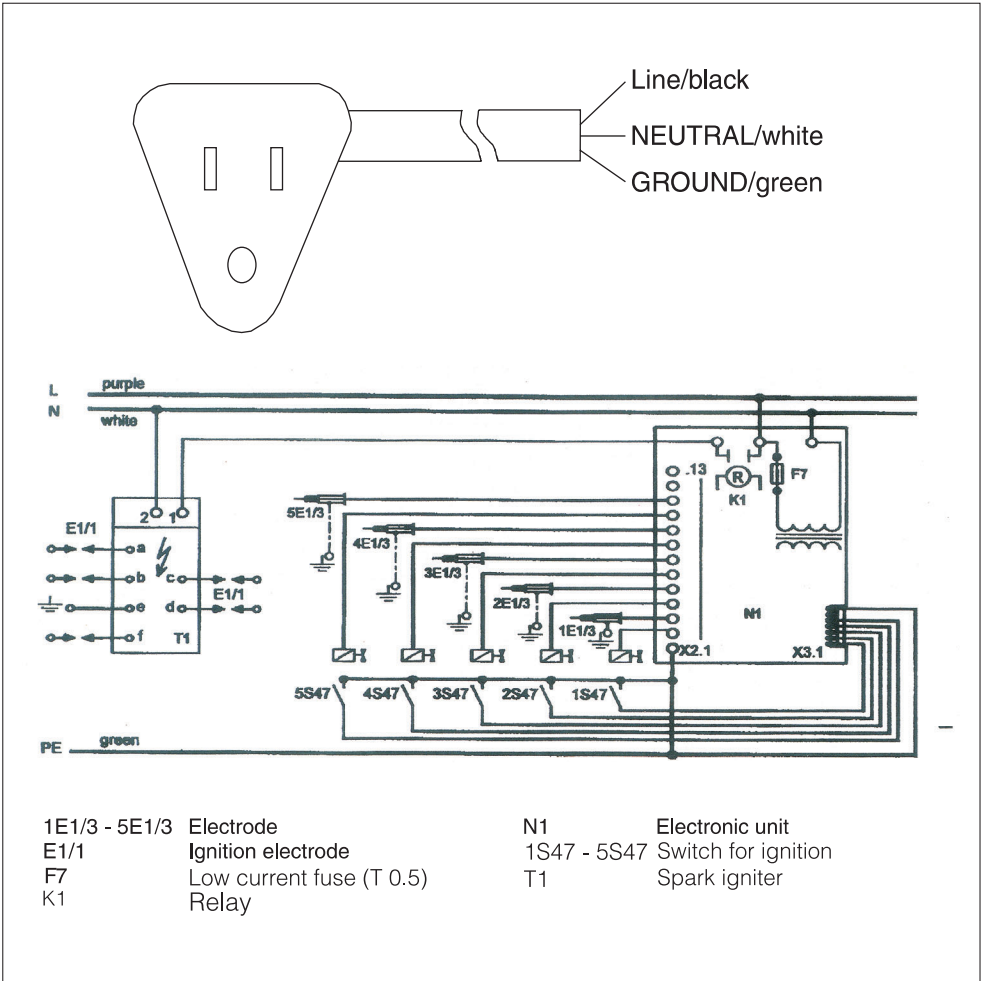 Line/black
NEUTRAL/white
GROUND/green
L purple
N white
.13
F7
R
K1
5E1/3
2 1
E1/1
4E1/3
a
3E1/3
b c
E1/1
2E1/3
e d
N1
1E1/3
f T1
X2.1 X3.1
5S47 4S47 3S47 2S47 1S47
PE green
1E1/3 - 5E1/3 Electrode
E1/1 Ignition electrode
F7 Low current fuse (T 0.5)
K1 Relay
N1 Electronic unit
1S47 - 5S47 Switch for ignition
T1 Spark igniter